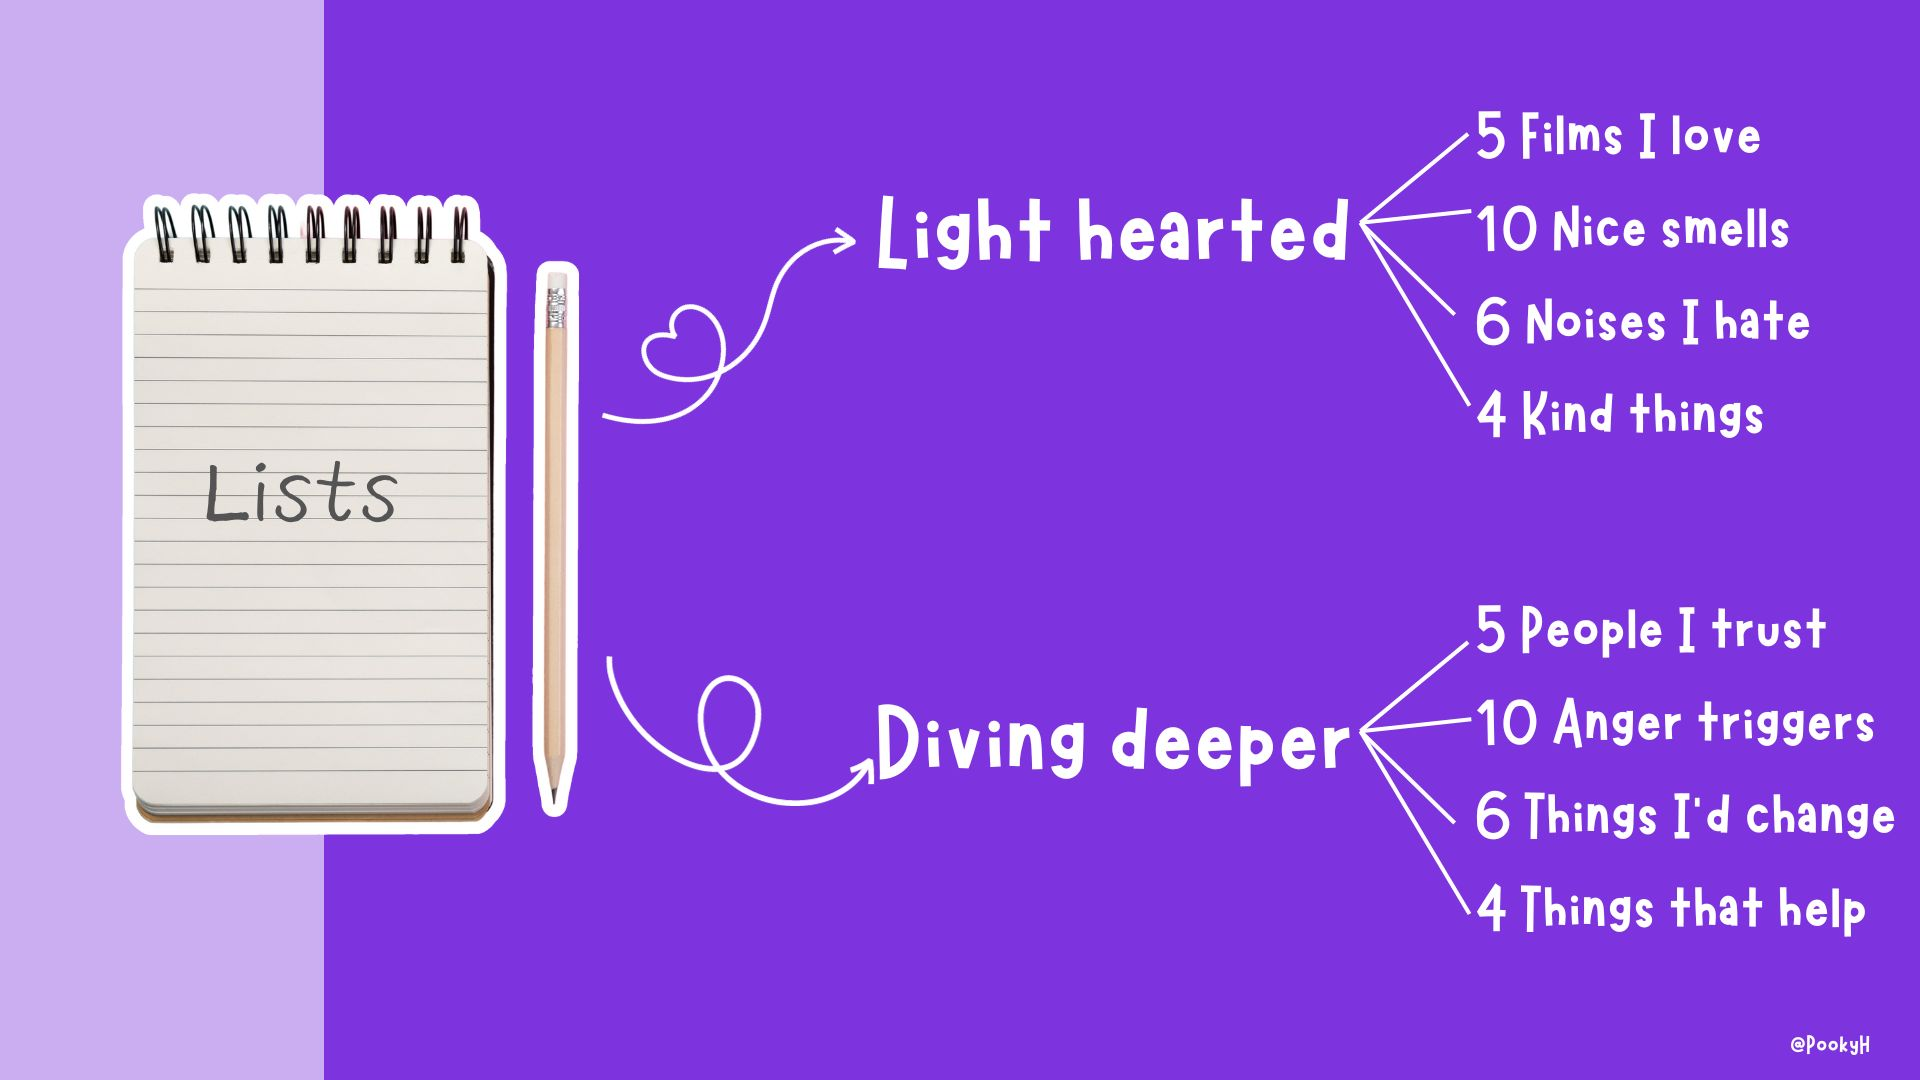 Lists
Light hearted
5 Films I love
10 Nice smells
6 Noises I hate
4 Kind things
Diving deeper
5 People I trust
10 Anger triggers
6 Things I'd change
4 Things that help
@PookyH